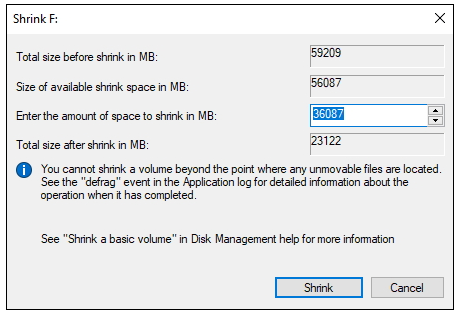 Shrink F:
Total size before shrink in MB: 59209
Size of available shrink space in MB: 56087
Enter the amount of space to shrink in MB: 36087
Total size after shrink in MB: 23122
You cannot shrink a volume beyond the point where any unmovable files are located.
See the "defrag" event in the Application log for detailed information about the
operation when it has completed.
See "Shrink a basic volume" in Disk Management help for more information
Shrink Cancel